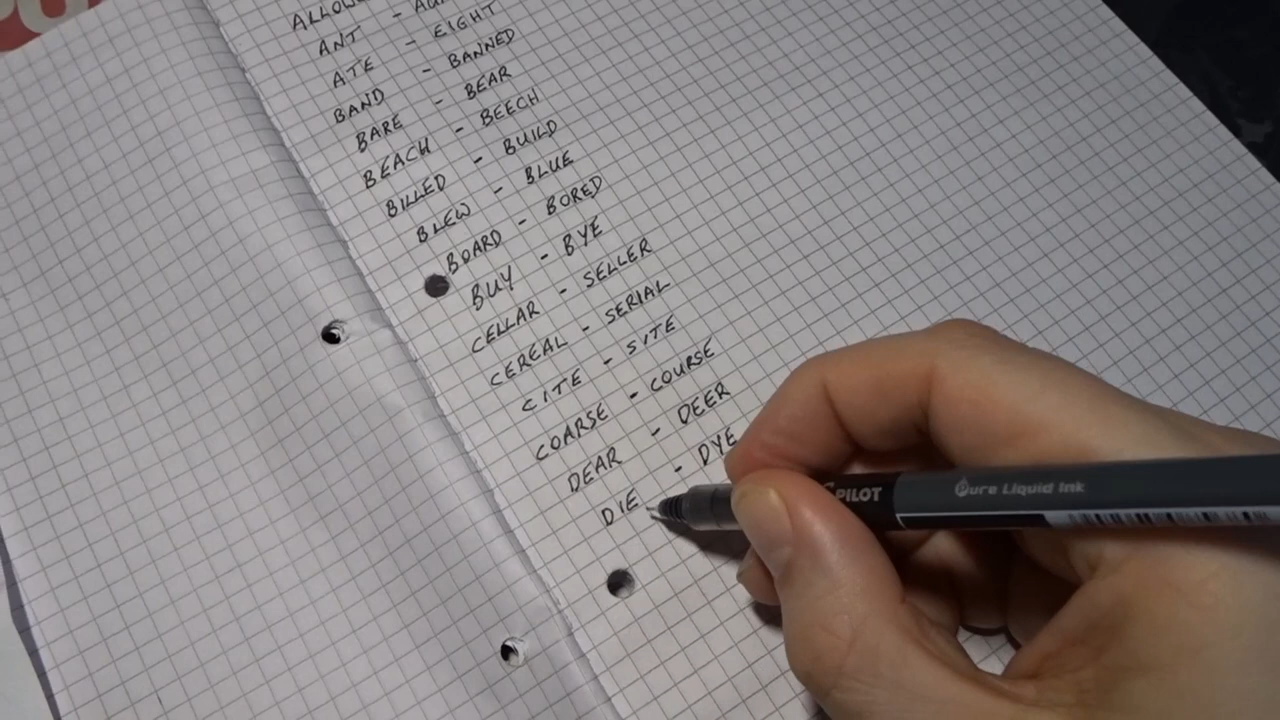 ANT -
ATE - EIGHT
BAND - BANNED
BARE - BEAR
BEACH - BEECH
BILLED - BUILD
BLEW - BLUE
BOARD - BORED
BUY - BYE
CELLAR - SELLER
CEREAL - SERIAL
CITE - SITE
COARSE - COURSE
DEAR - DEER
DIE - DYE
PILOT Pure Liquid Ink